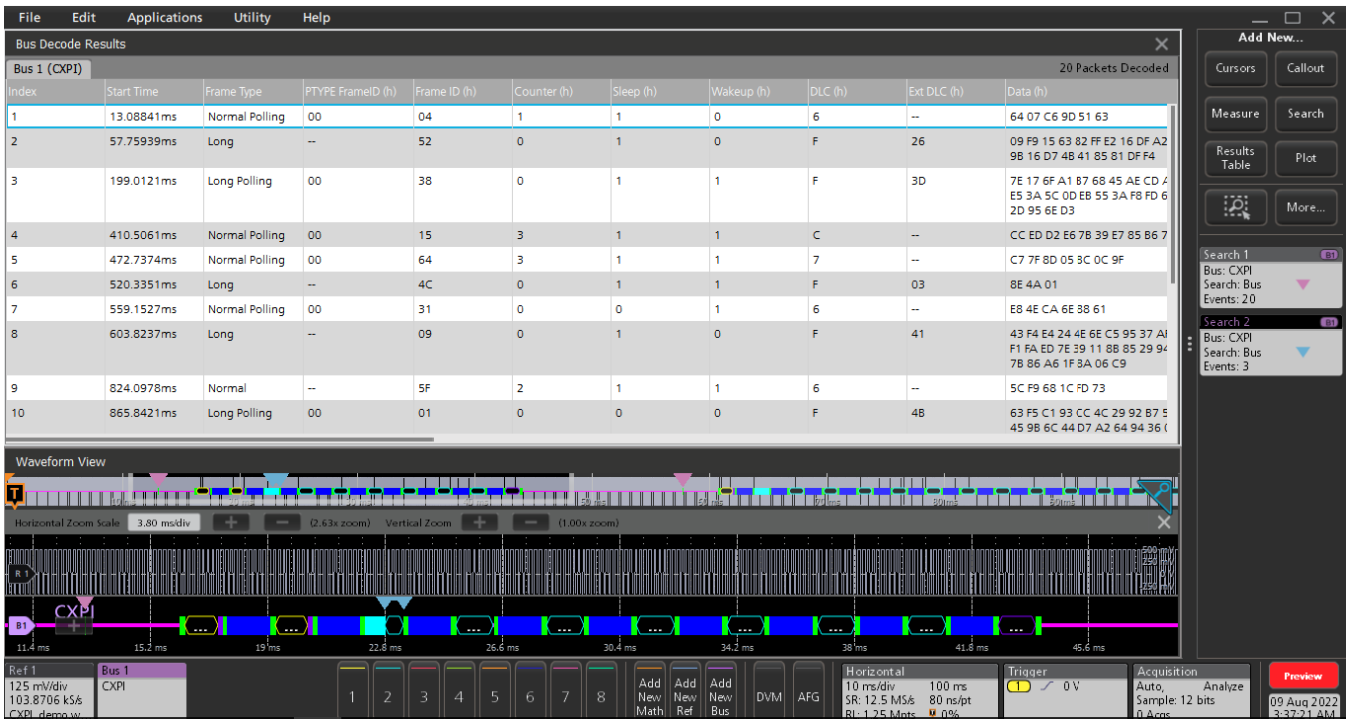 File Edit Applications Utility Help
Bus Decode Results
Bus 1 (CXPI) 20 Packets Decoded
Index Start Time Frame Type PTYPE FrameID (h) Frame ID (h) Counter (h) Sleep (h) Wakeup (h) DLC (h) Ext DLC (h) Data (h)
1 13.08841ms Normal Polling 00 04 1 1 0 6 -- 64 07 C6 9D 51 63
2 57.75939ms Long -- 52 0 1 0 F 26 09 F9 15 63 82 FF E2 16 DF A2
9B 16 D7 4B 41 85 81 DF F4
3 199.0121ms Long Polling 00 38 0 1 1 F 3D 7E 17 6F A1 B7 68 45 AE CD
E5 3A 5C 0D EB 55 3A F8 FD
2D 95 6E D3
4 410.5061ms Normal Polling 00 15 3 1 1 C -- CC ED D2 E6 7B 39 E7 85 B6
5 472.7374ms Normal Polling 00 64 3 1 1 7 -- C7 7F 8D 05 3C 0C 9F
6 520.3351ms Long -- 4C 0 1 1 F 03 8E 4A 01
7 559.1527ms Normal Polling 00 31 0 0 1 6 -- E8 4E CA 6E 38 61
8 603.8237ms Long -- 09 0 1 0 F 41 43 F4 E4 24 4E 6E C5 95 37
F1 FA ED 7E 39 11 8B 85 29 94
7B 86 A6 1F 3A 06 C9
9 824.0978ms Normal -- 5F 2 1 1 6 -- 5C F9 68 1C FD 73
10 865.8421ms Long Polling 00 01 0 0 0 F 4B 63 F5 C1 93 CC 4C 29 92 B7
45 9B 6C 44 D7 A2 64 94 36
Waveform View
T
Horizontal Zoom Scale 3.80 ms/div + − (2.63x zoom) Vertical Zoom + − (1.00x zoom)
R 1
CXPI
B1 +
11.4 ms 15.2 ms 19 ms 22.8 ms 26.6 ms 30.4 ms 34.2 ms 38 ms 41.8 ms 45.6 ms
Add New...
Cursors Callout
Measure Search
Results Table Plot
More...
Search 1 B1
Bus: CXPI
Search: Bus
Events: 20
Search 2 B1
Bus: CXPI
Search: Bus
Events: 3
Ref 1
125 mV/div
103.8706 kS/s
Bus 1
CXPI
1 2 3 4 5 6 7 8
Add New Math
Add New Ref
Add New Bus
DVM AFG
Horizontal
10 ms/div 100 ms
SR: 12.5 MS/s 80 ns/pt
RL: 1.25 Mpts 0%
Trigger
1 0 V
Acquisition
Auto, Analyze
Sample: 12 bits
0 Acqs
Preview
09 Aug 2022
3:37:21 AM